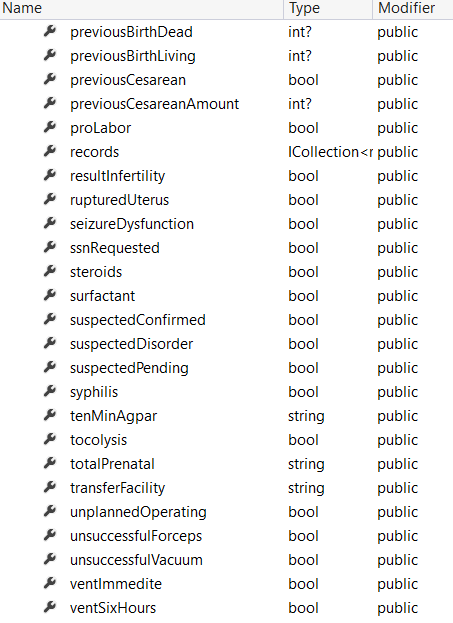 Name Type Modifier
previousBirthDead int? public
previousBirthLiving int? public
previousCesarean bool public
previousCesareanAmount int? public
proLabor bool public
records ICollection<r public
resultInfertility bool public
rupturedUterus bool public
seizureDysfunction bool public
ssnRequested bool public
steroids bool public
surfactant bool public
suspectedConfirmed bool public
suspectedDisorder bool public
suspectedPending bool public
syphilis bool public
tenMinAgpar string public
tocolysis bool public
totalPrenatal string public
transferFacility string public
unplannedOperating bool public
unsuccessfulForceps bool public
unsuccessfulVacuum bool public
ventImmedite bool public
ventSixHours bool public